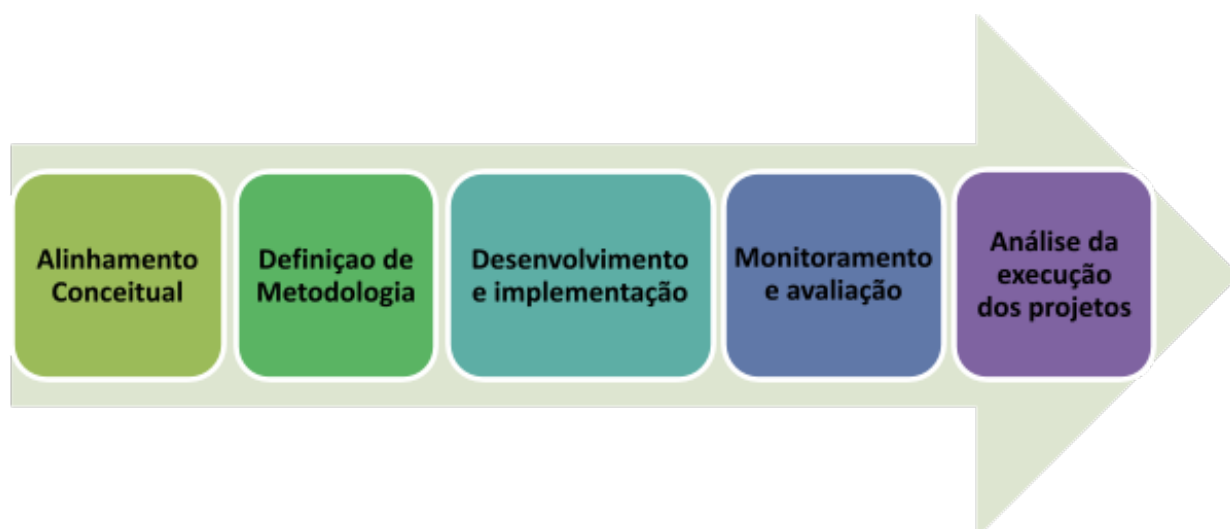 Alinhamento
Conceitual
Definiçao de
Metodologia
Desenvolvimento
e implementação
Monitoramento
e avaliação
Análise da
execução
dos projetos